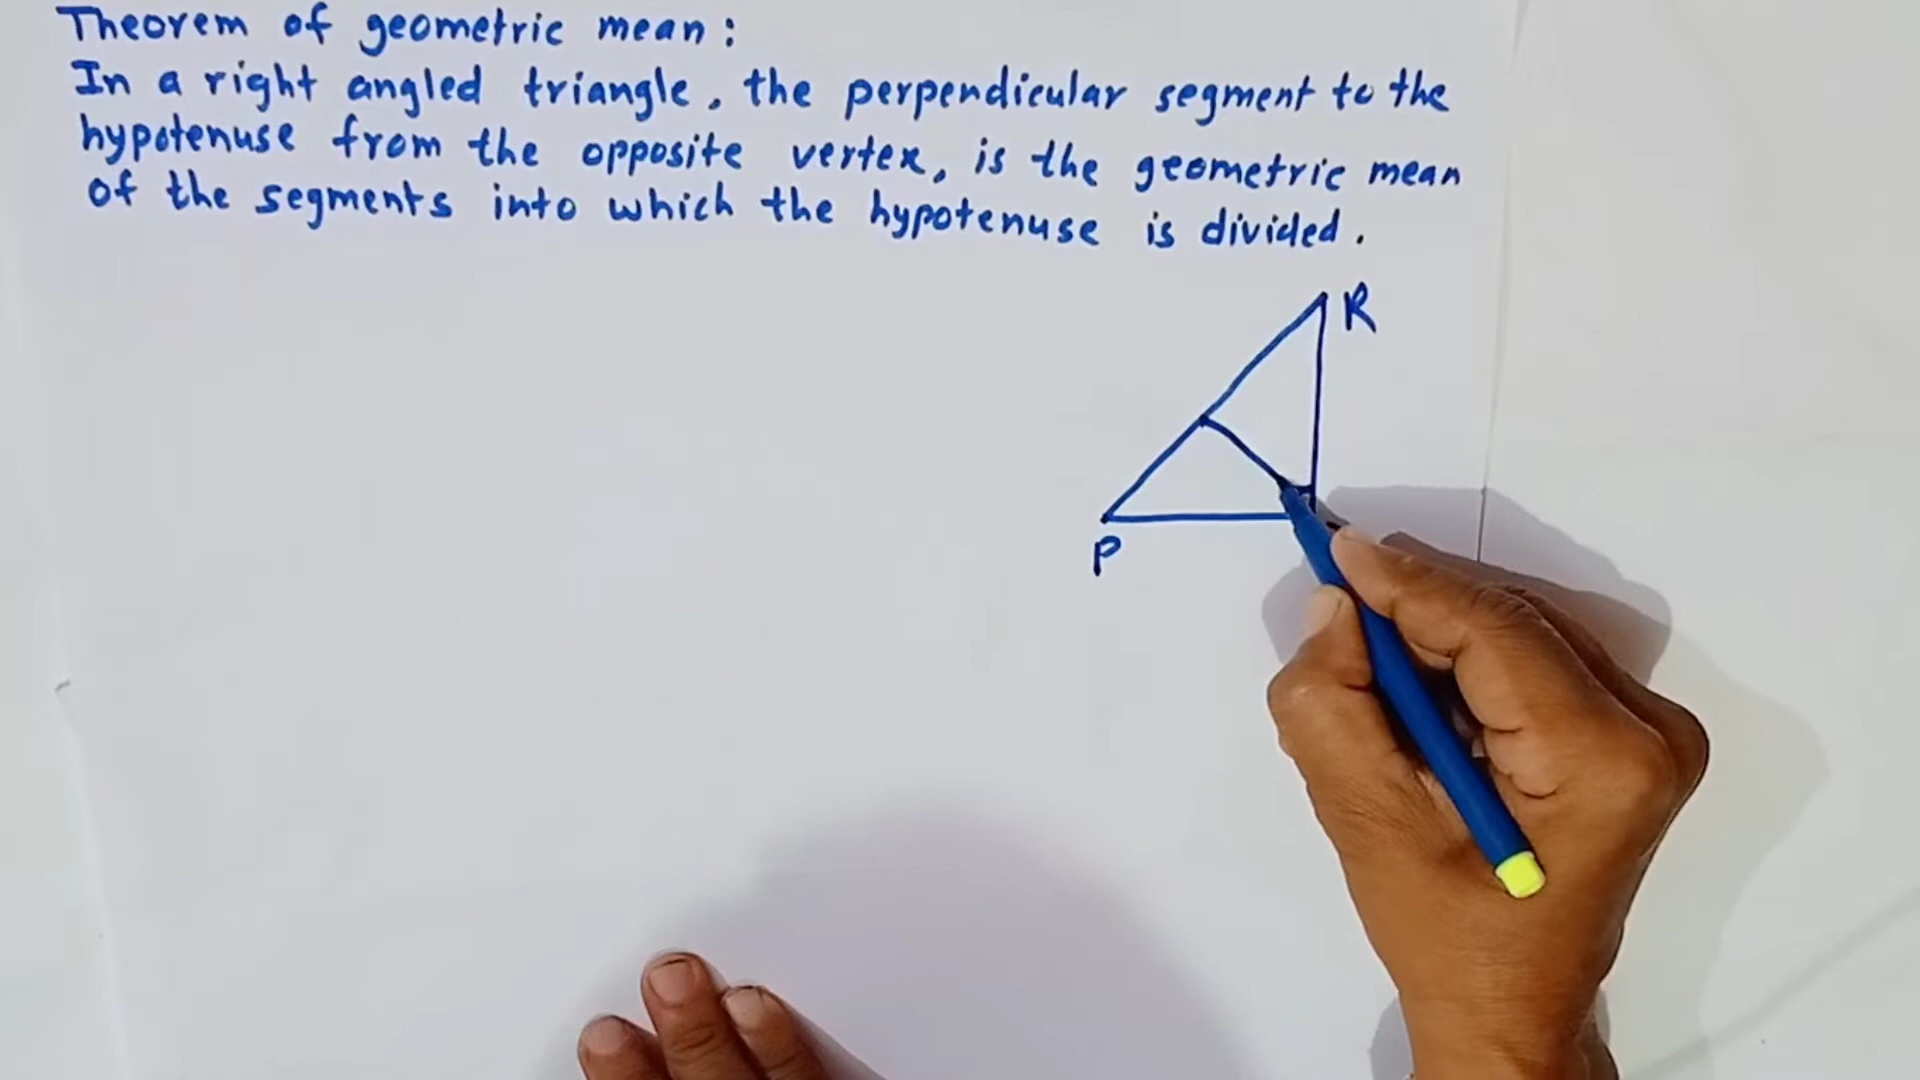 Theorem of geometric mean:
In a right angled triangle, the perpendicular segment to the
hypotenuse from the opposite vertex, is the geometric mean
of the segments into which the hypotenuse is divided.
R
P